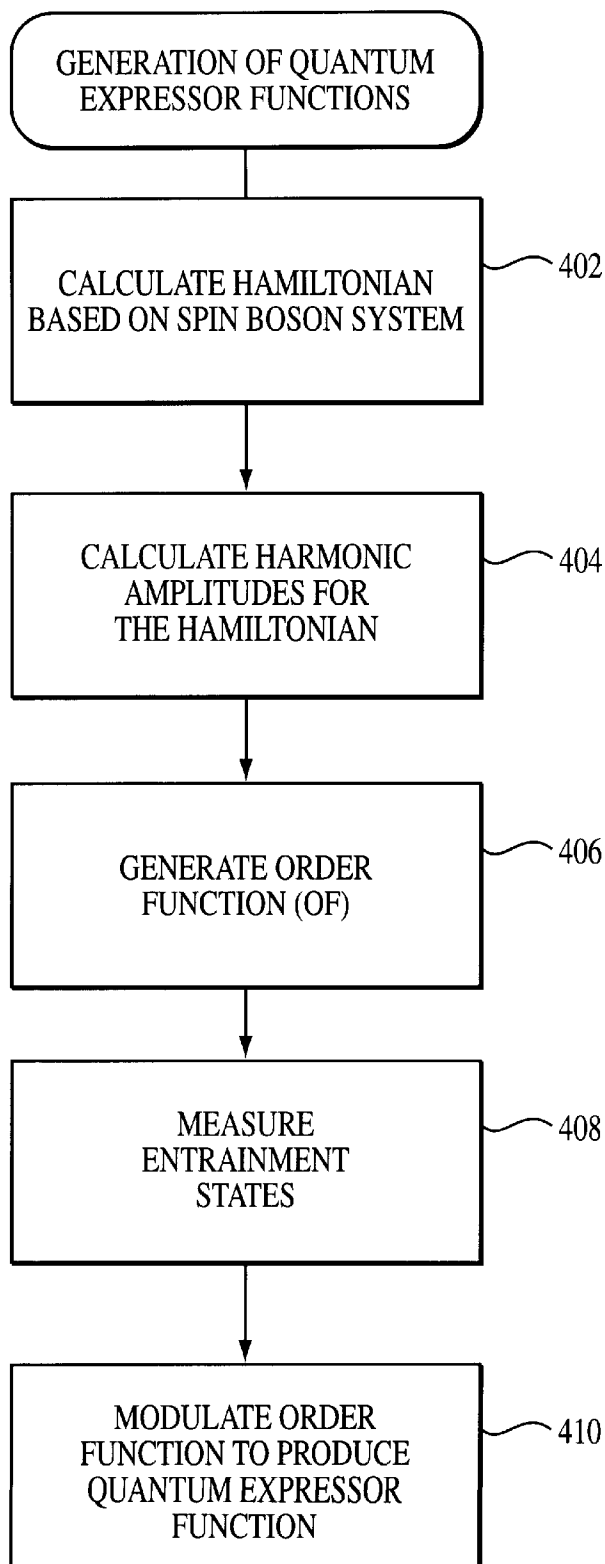 GENERATION OF QUANTUM
EXPRESSOR FUNCTIONS
CALCULATE HAMILTONIAN
BASED ON SPIN BOSON SYSTEM
402
CALCULATE HARMONIC
AMPLITUDES FOR
THE HAMILTONIAN
404
GENERATE ORDER
FUNCTION (OF)
406
MEASURE
ENTRAINMENT
STATES
408
MODULATE ORDER
FUNCTION TO PRODUCE
QUANTUM EXPRESSOR
FUNCTION
410